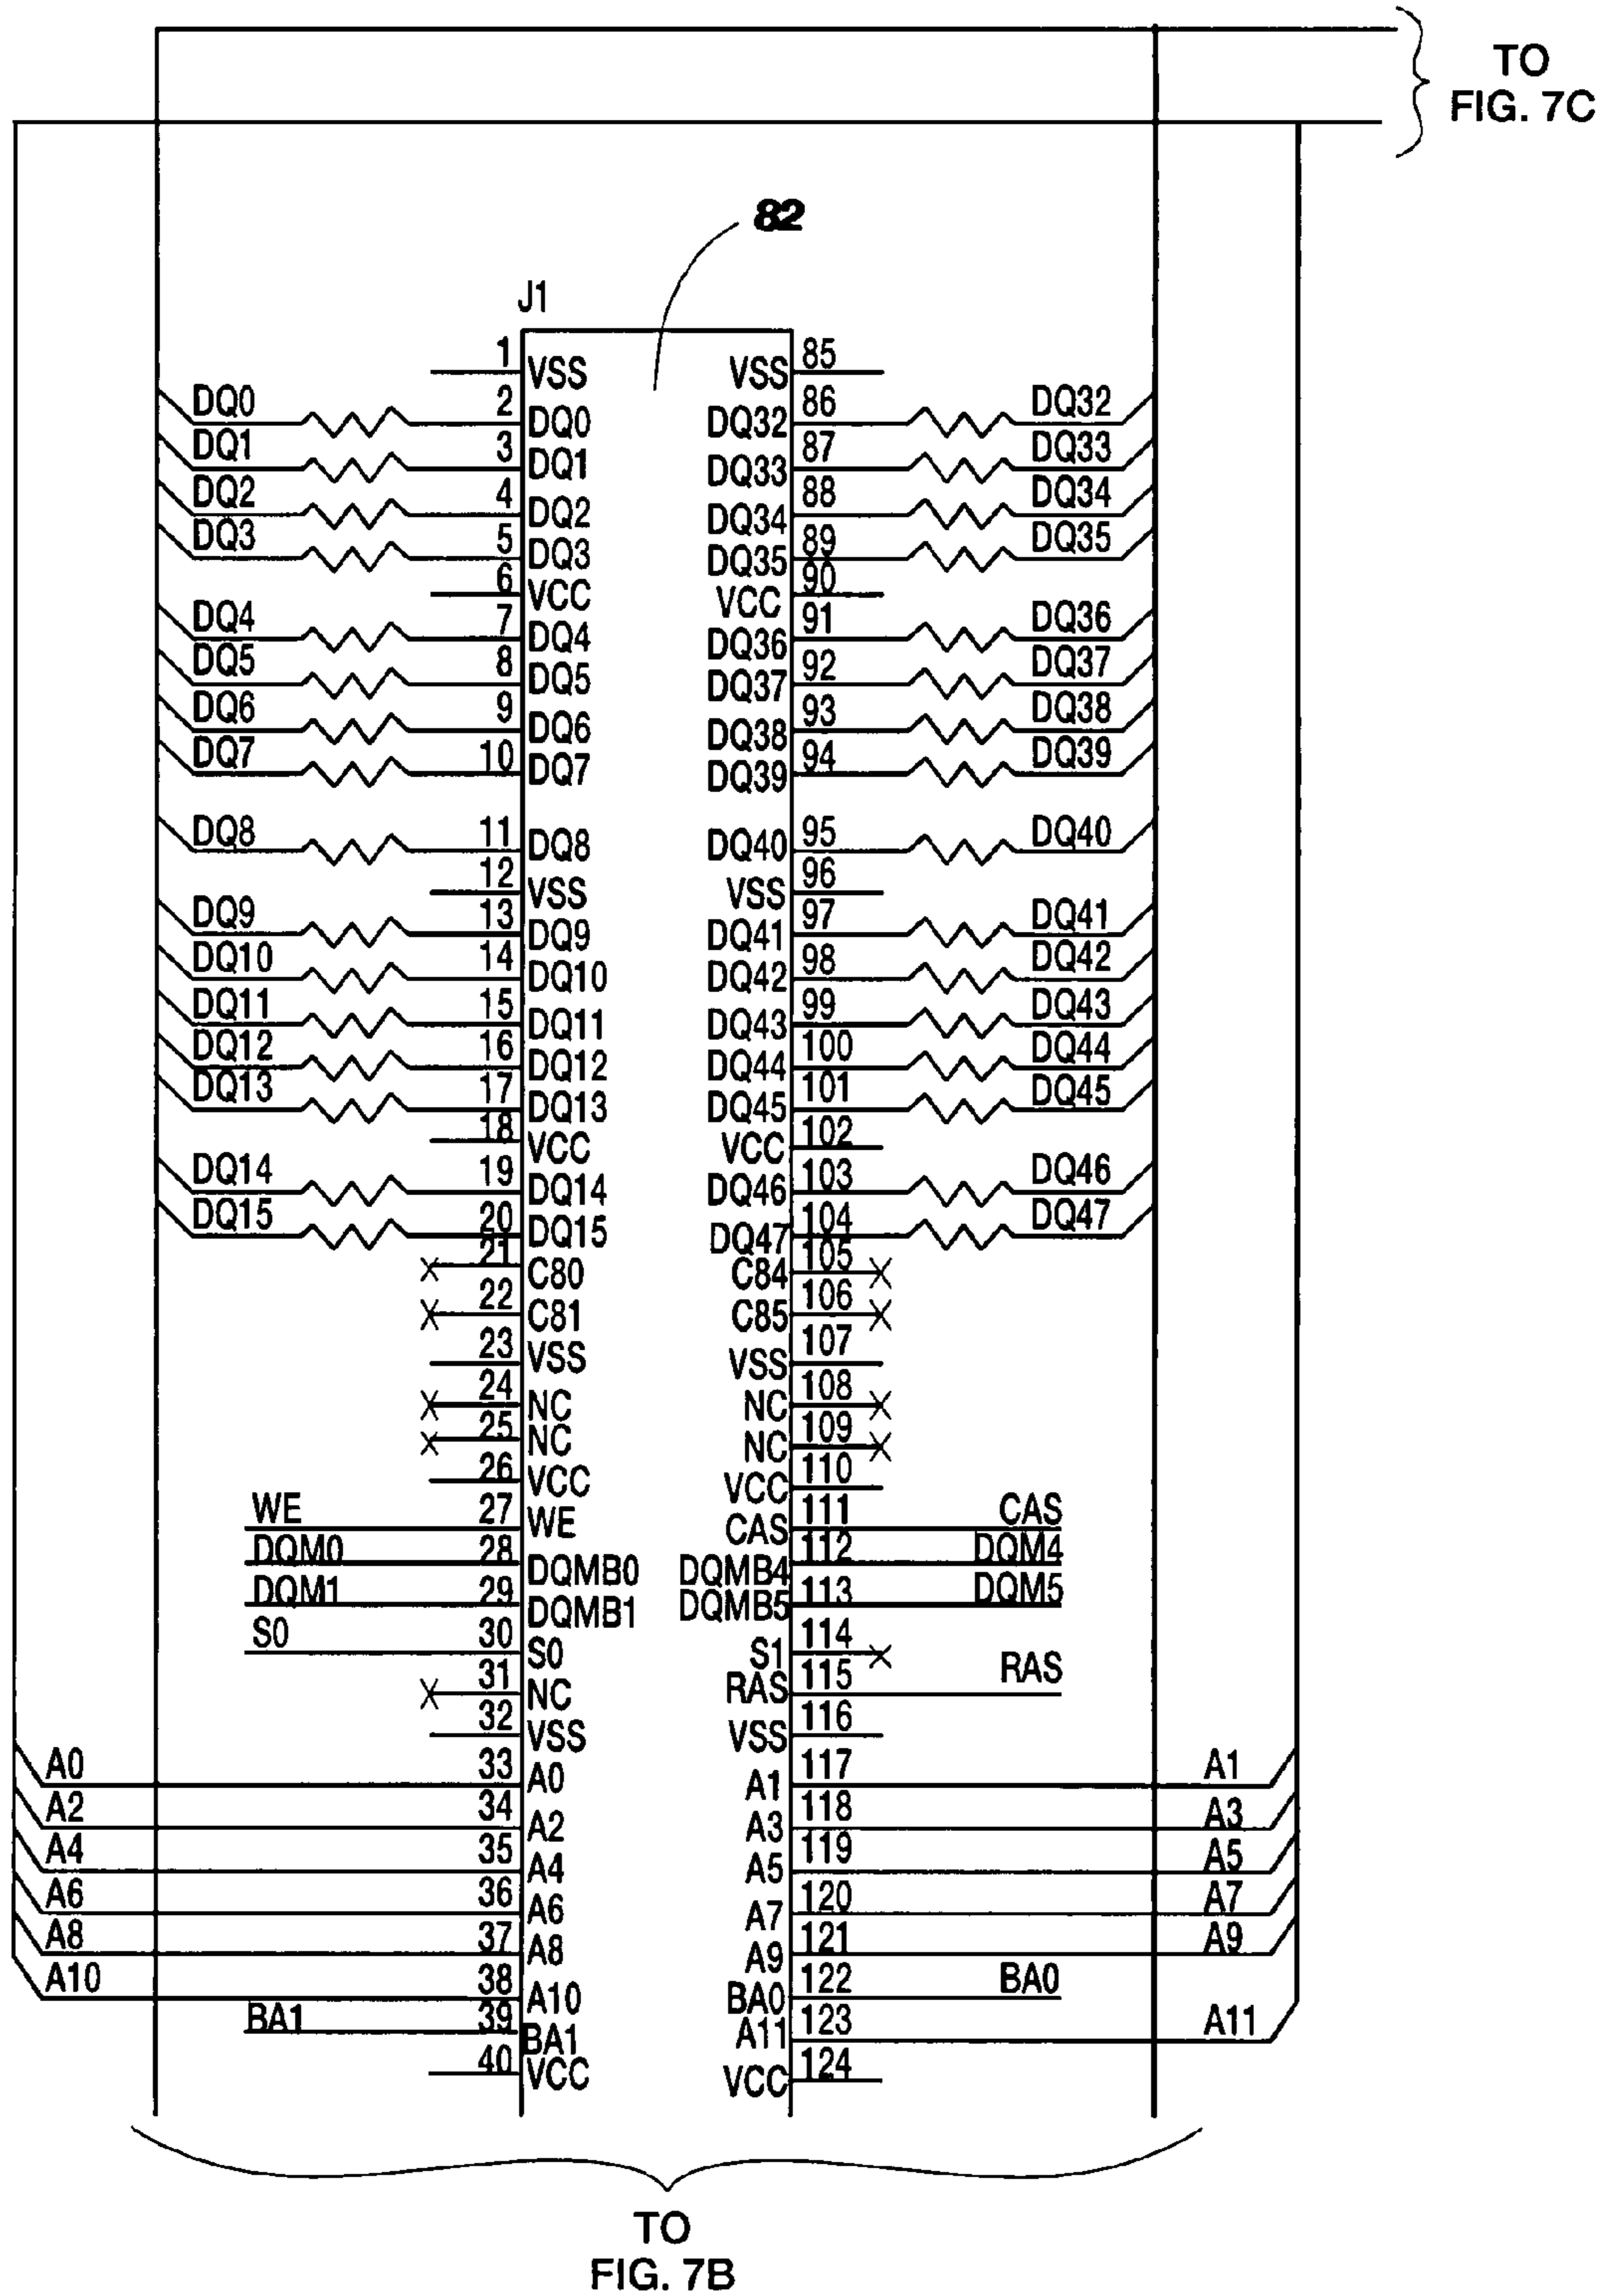 TO
FIG. 7C
82
J1
1 VSS VSS 85
DQ0 2 DQ0 DQ32 86 DQ32
DQ1 3 DQ1 DQ33 87 DQ33
DQ2 4 DQ2 DQ34 88 DQ34
DQ3 5 DQ3 DQ35 89 DQ35
6 VCC VCC 90
DQ4 7 DQ4 DQ36 91 DQ36
DQ5 8 DQ5 DQ37 92 DQ37
DQ6 9 DQ6 DQ38 93 DQ38
DQ7 10 DQ7 DQ39 94 DQ39
DQ8 11 DQ8 DQ40 95 DQ40
12 VSS VSS 96
DQ9 13 DQ9 DQ41 97 DQ41
DQ10 14 DQ10 DQ42 98 DQ42
DQ11 15 DQ11 DQ43 99 DQ43
DQ12 16 DQ12 DQ44 100 DQ44
DQ13 17 DQ13 DQ45 101 DQ45
18 VCC VCC 102
DQ14 19 DQ14 DQ46 103 DQ46
DQ15 20 DQ15 DQ47 104 DQ47
21 C80 C84 105
22 C81 C85 106
23 VSS VSS 107
24 NC NC 108
25 NC NC 109
26 VCC VCC 110
WE 27 WE CAS 111 CAS
DQM0 28 DQMB0 DQMB4 112 DQM4
DQM1 29 DQMB1 DQMB5 113 DQM5
S0 30 S0 S1 114
31 NC RAS 115 RAS
32 VSS VSS 116
A0 33 A0 A1 117 A1
A2 34 A2 A3 118 A3
A4 35 A4 A5 119 A5
A6 36 A6 A7 120 A7
A8 37 A8 A9 121 A9
A10 38 A10 BA0 122 BA0
BA1 39 BA1 A11 123 A11
40 VCC VCC 124
TO
FIG. 7B